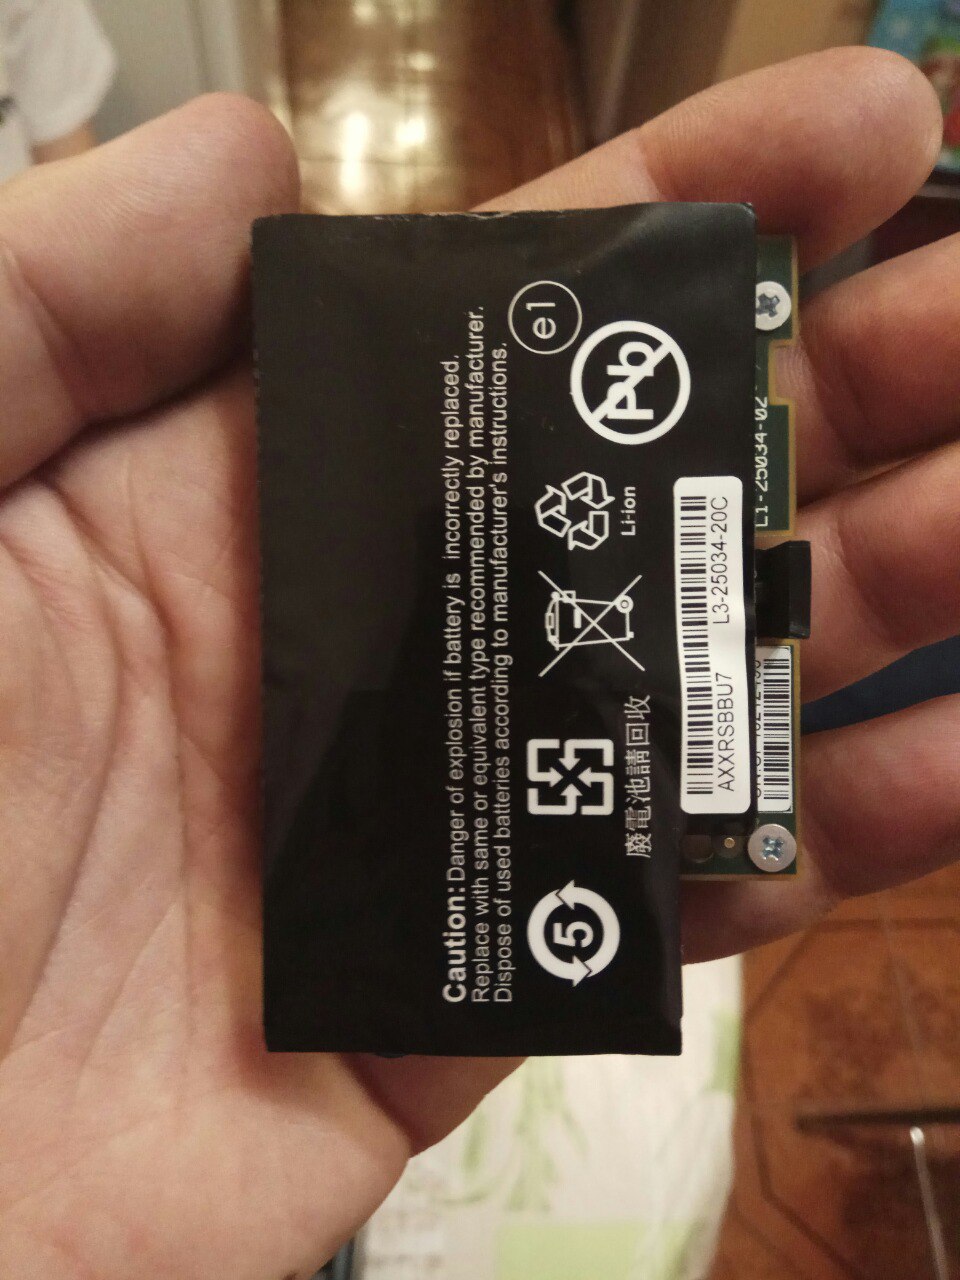 Caution: Danger of explosion if battery is incorrectly replaced.
Replace with same or equivalent type recommended by manufacturer.
Dispose of used batteries according to manufacturer's instructions.
e1
5
廢電池請回收
Li-ion
Pb
AXXRSBBU7
L3-25034-20C
L1-25034-02